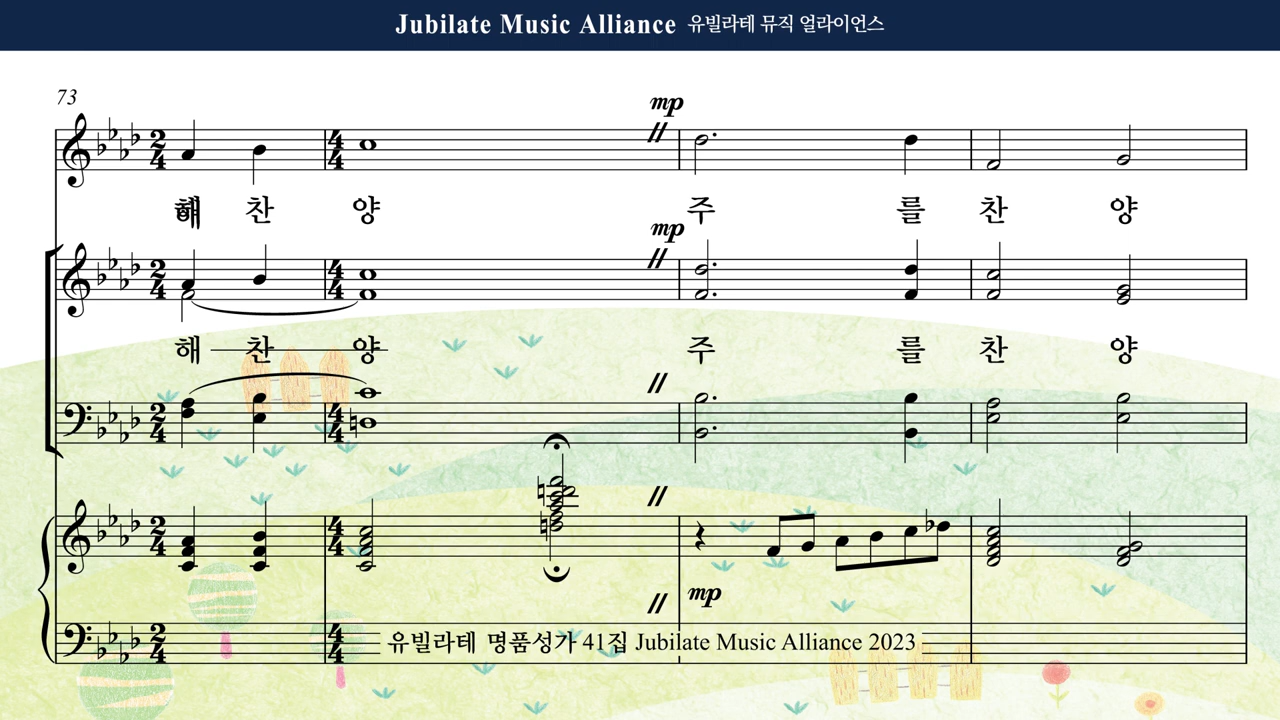 Jubilate Music Alliance 유빌라테 뮤직 얼라이언스
73
mp
해 찬 양 주 를 찬 양
mp
해 찬 양 주 를 찬 양
mp
유빌라테 명품성가 41집 Jubilate Music Alliance 2023